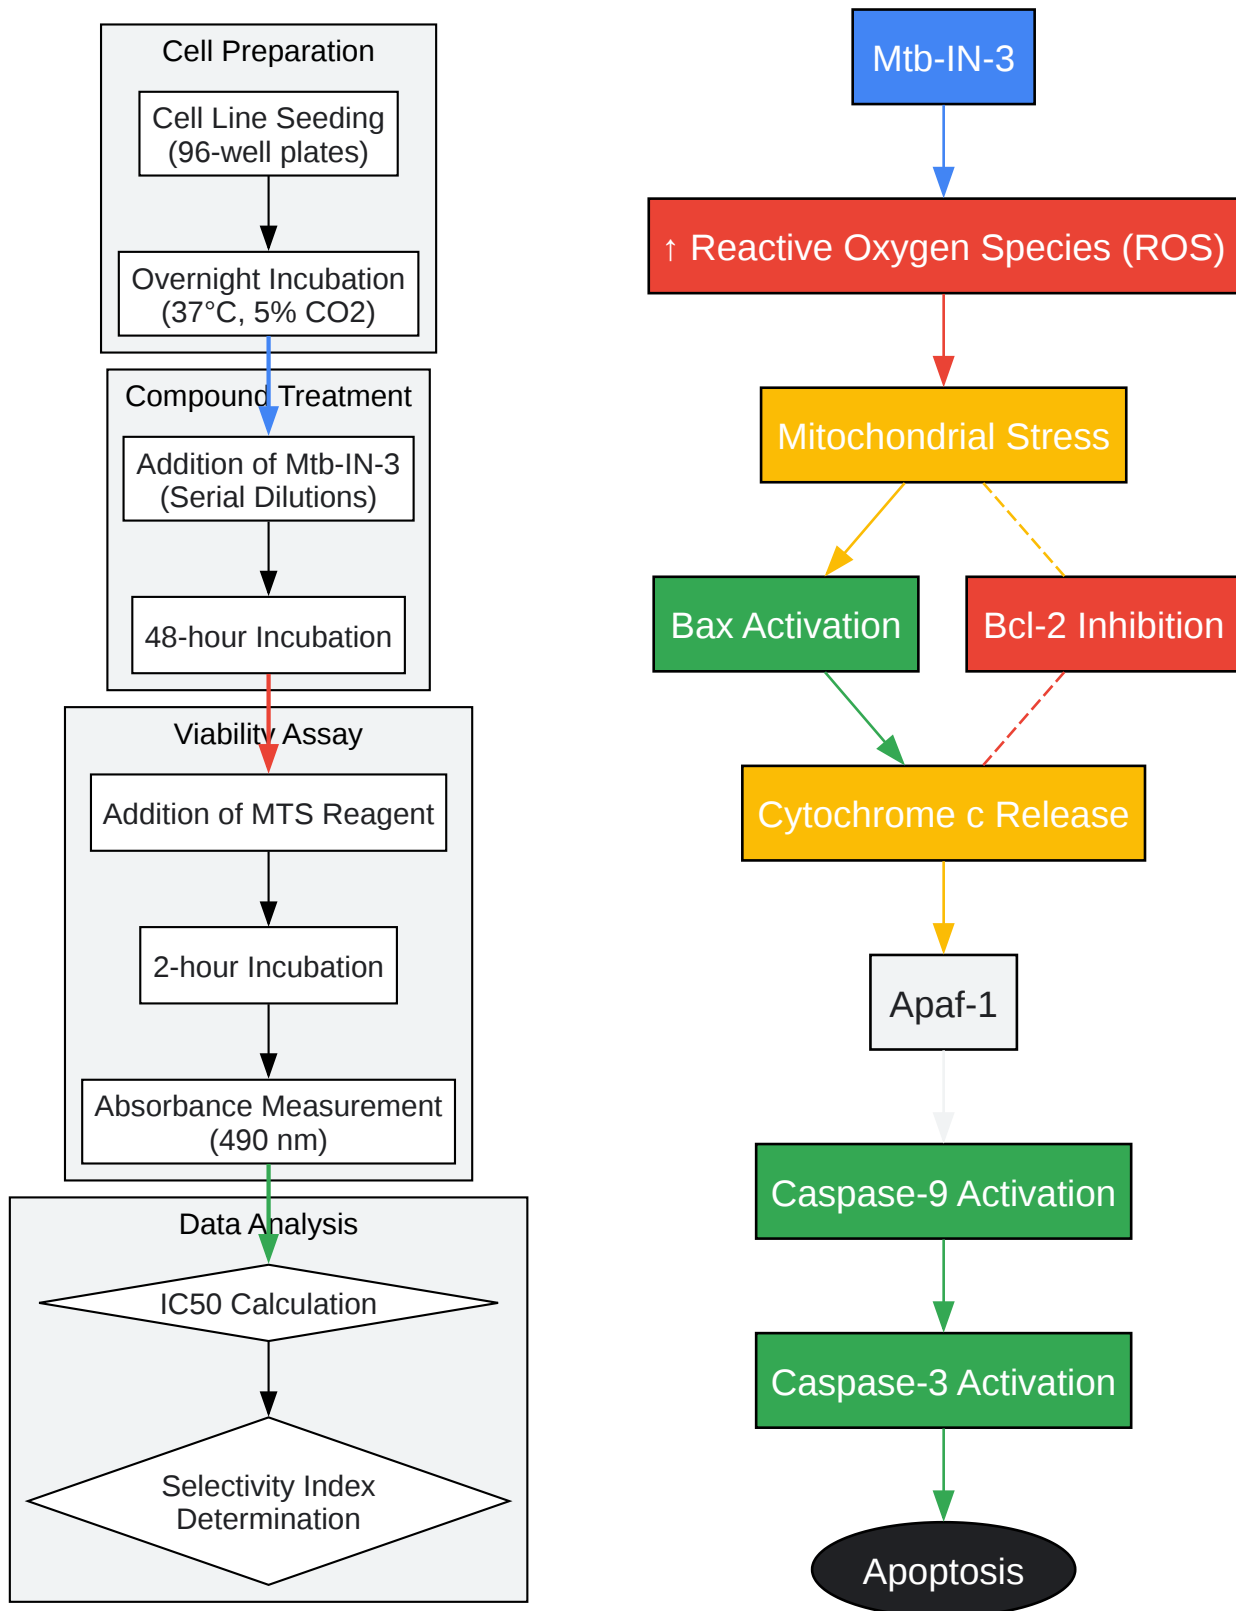 Cell Preparation
Cell Line Seeding
(96-well plates)
Overnight Incubation
(37°C, 5% CO2)
Compound Treatment
Addition of Mtb-IN-3
(Serial Dilutions)
48-hour Incubation
Viability Assay
Addition of MTS Reagent
2-hour Incubation
Absorbance Measurement
(490 nm)
Data Analysis
IC50 Calculation
Selectivity Index
Determination
Mtb-IN-3
↑ Reactive Oxygen Species (ROS)
Mitochondrial Stress
Bax Activation
Bcl-2 Inhibition
Cytochrome c Release
Apaf-1
Caspase-9 Activation
Caspase-3 Activation
Apoptosis